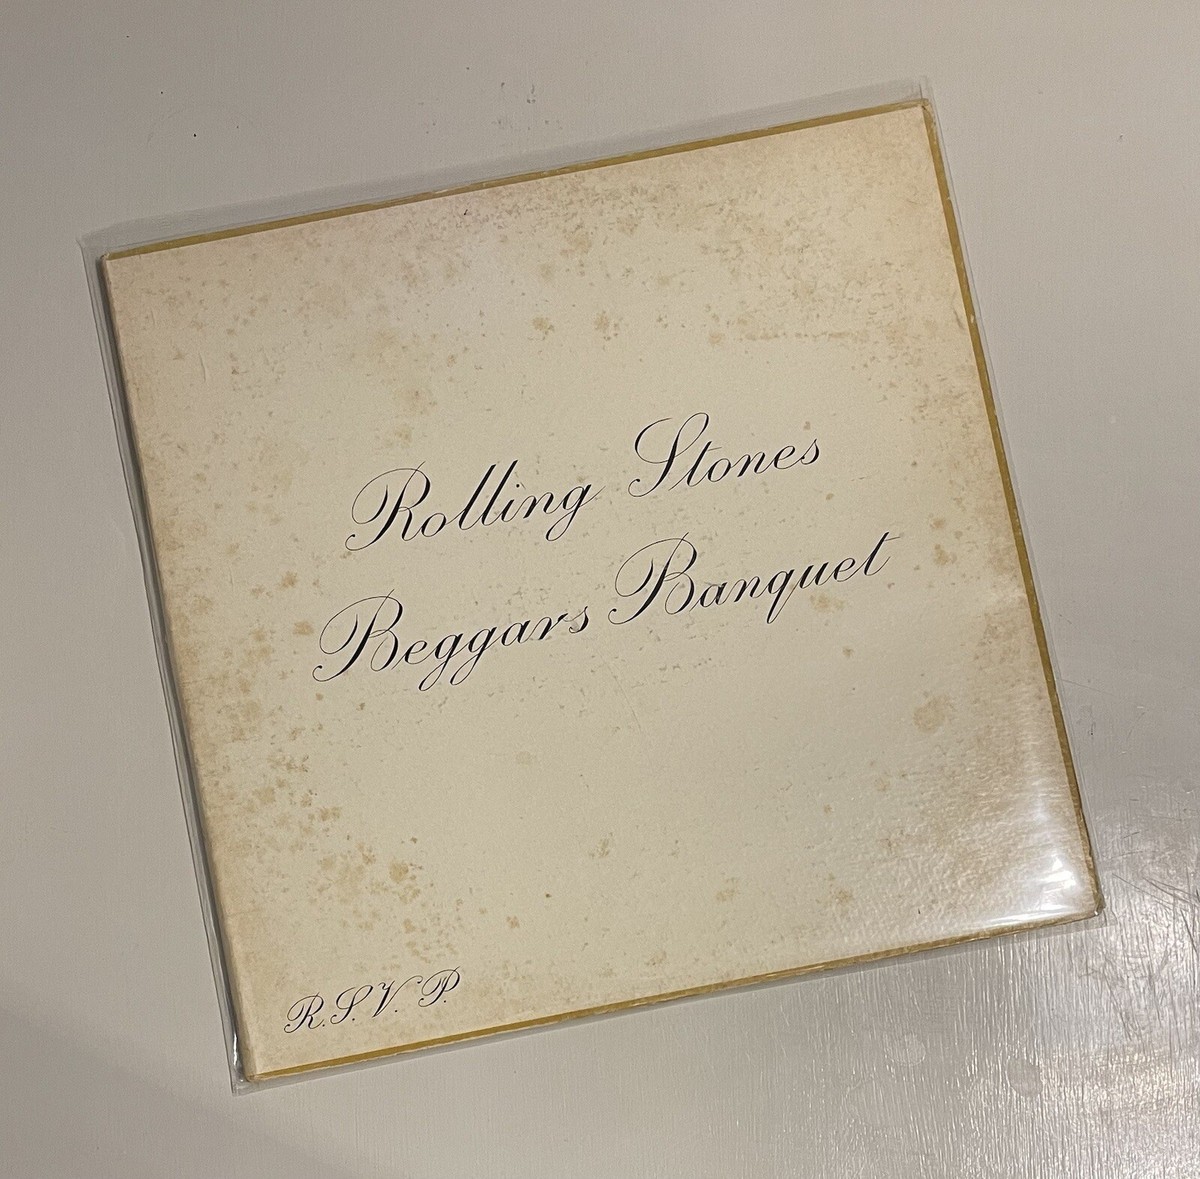 Rolling Stones
Beggars Banquet
R.S.V.P.